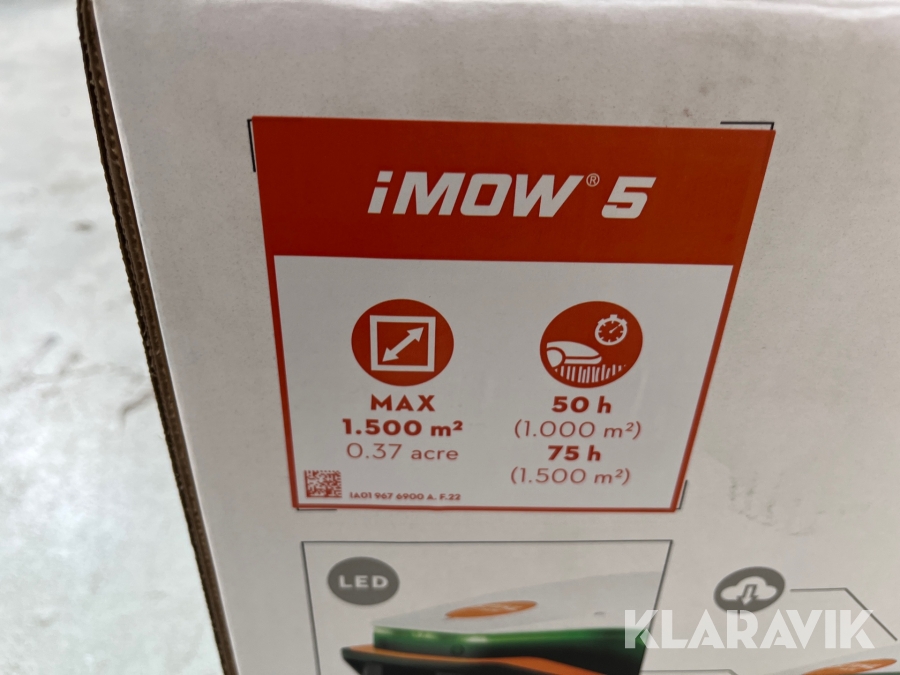 iMOW® 5
MAX
1.500 m²
0.37 acre
50 h
(1.000 m²)
75 h
(1.500 m²)
IA01 967 6900 A. F.22
LED
KLARAVIK